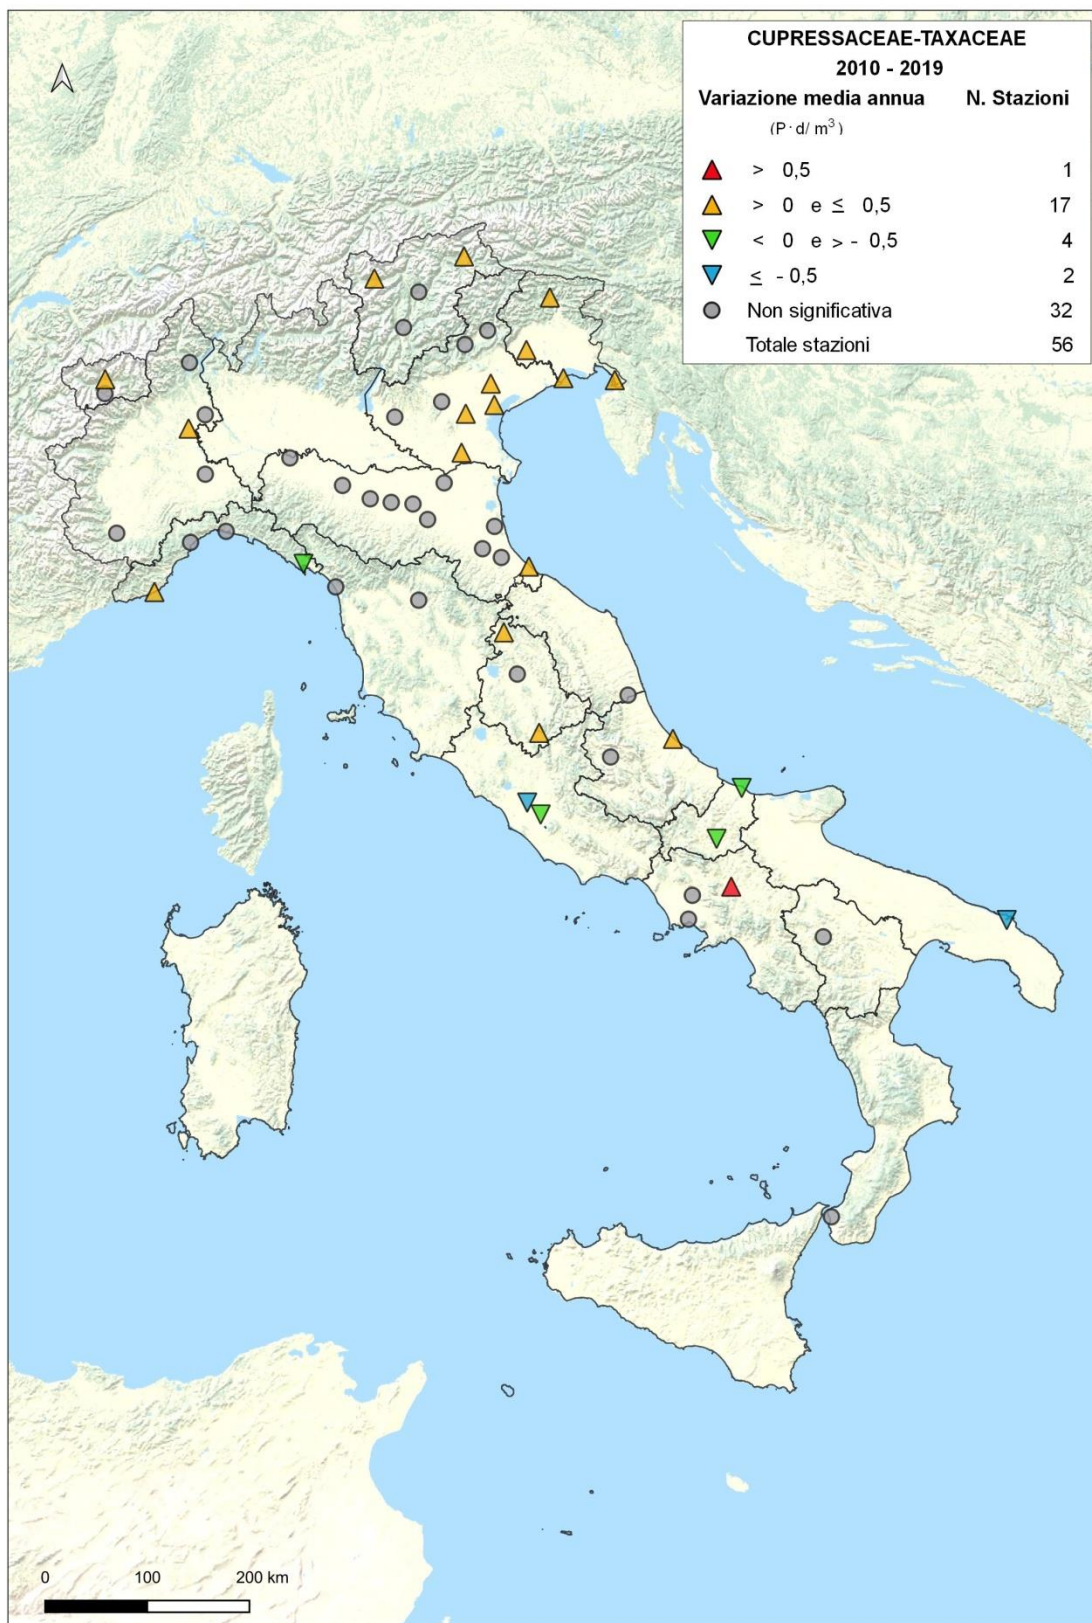 CUPRESSACEAE-TAXACEAE
2010 - 2019
Variazione media annua N. Stazioni
(P · d/ m³)
> 0,5 1
> 0 e ≤ 0,5 17
< 0 e > - 0,5 4
≤ - 0,5 2
Non significativa 32
Totale stazioni 56
0 100 200 km